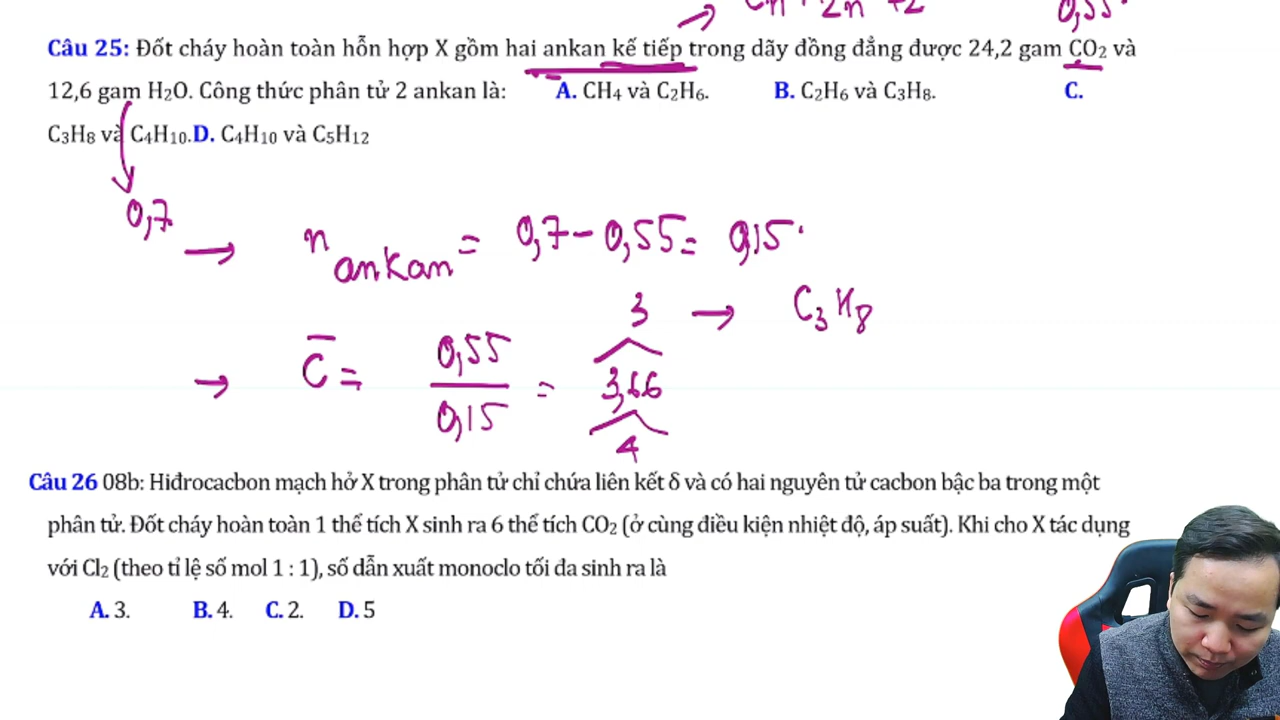 → CnH2n+2 0,55
Câu 25: Đốt cháy hoàn toàn hỗn hợp X gồm hai ankan kế tiếp trong dãy đồng đẳng được 24,2 gam CO₂ và
12,6 gam H₂O. Công thức phân tử 2 ankan là: A. CH₄ và C₂H₆. B. C₂H₆ và C₃H₈. C.
C₃H₈ và C₄H₁₀.D. C₄H₁₀ và C₅H₁₂
0,7
→ n ankan = 0,7 - 0,55 = 0,15.
3 → C₃H₈
→ C̅ = 0,55 / 0,15 = 3,66
4
Câu 26 08b: Hiđrocacbon mạch hở X trong phân tử chỉ chứa liên kết δ và có hai nguyên tử cacbon bậc ba trong một
phân tử. Đốt cháy hoàn toàn 1 thể tích X sinh ra 6 thể tích CO₂ (ở cùng điều kiện nhiệt độ, áp suất). Khi cho X tác dụng
với Cl₂ (theo tỉ lệ số mol 1 : 1), số dẫn xuất monoclo tối đa sinh ra là
A. 3. B. 4. C. 2. D. 5